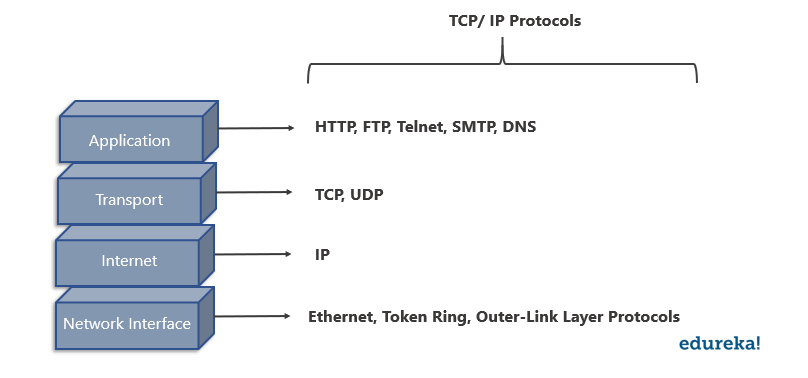 TCP/ IP Protocols
Application
HTTP, FTP, Telnet, SMTP, DNS
Transport
TCP, UDP
Internet
IP
Network Interface
Ethernet, Token Ring, Outer-Link Layer Protocols
edureka!